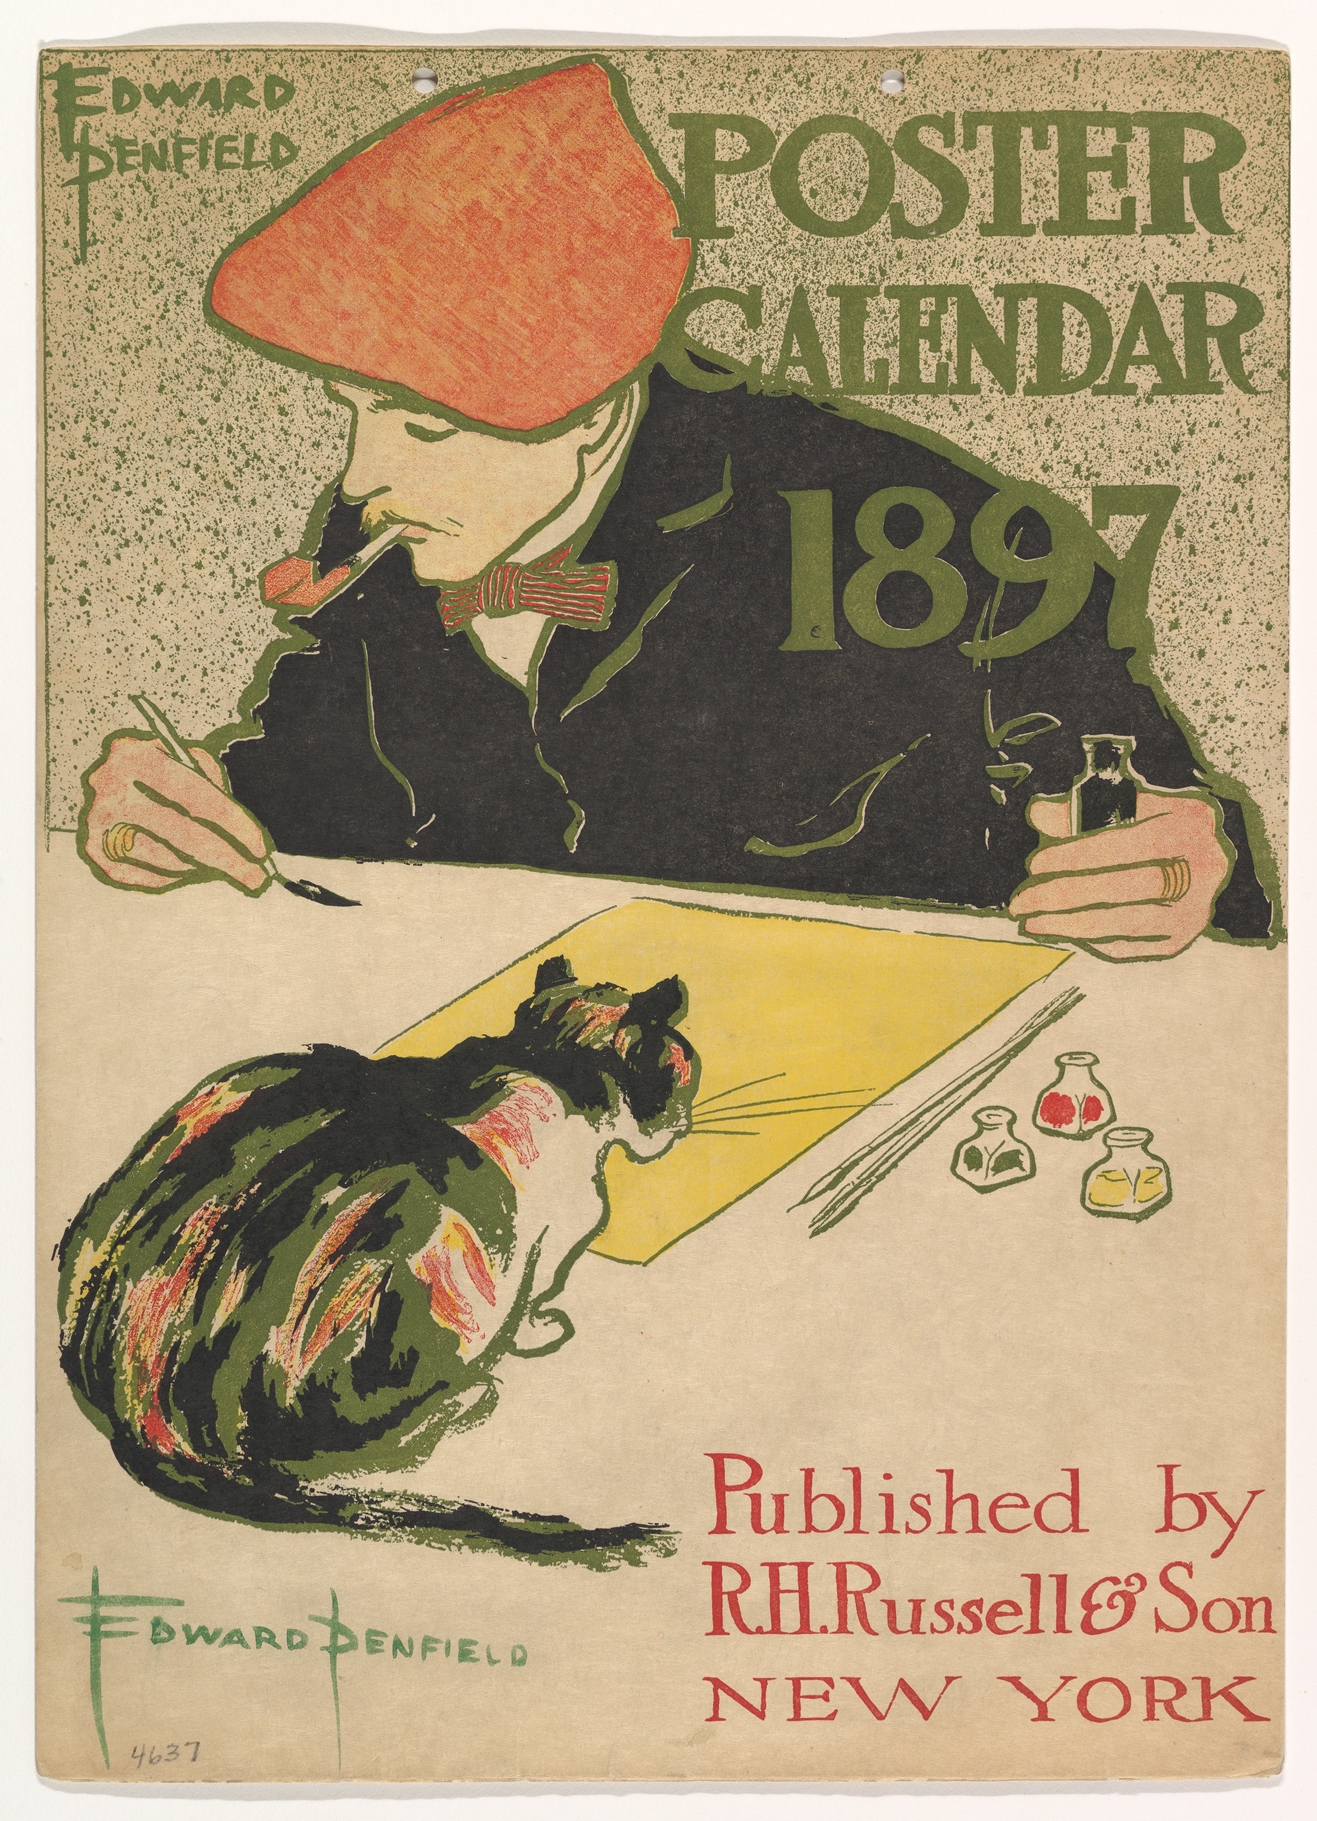 EDWARD
PENFIELD
POSTER
CALENDAR
1897
Published by
R.H.Russell & Son
NEW YORK
EDWARD PENFIELD
4637